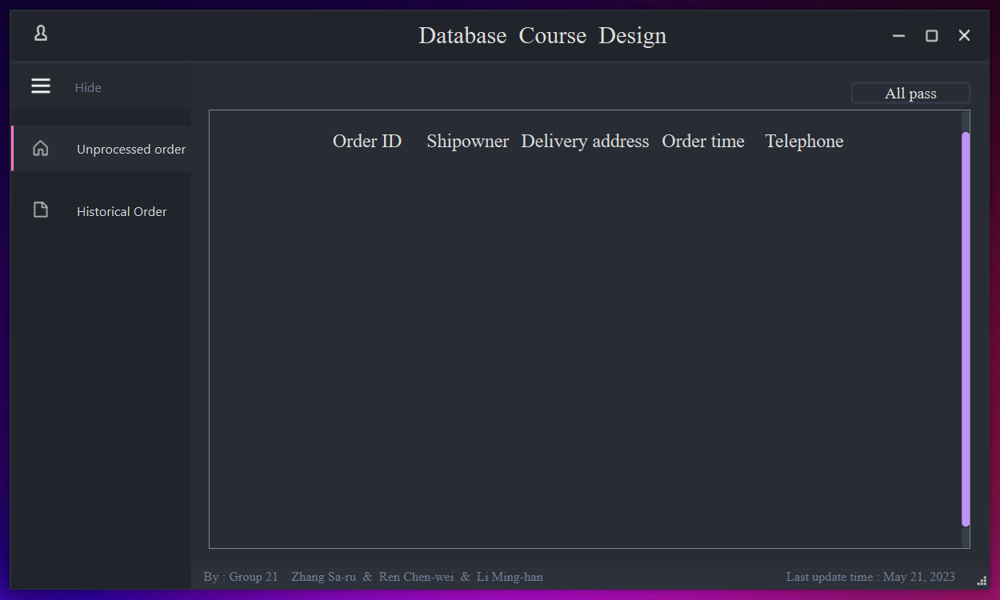 Database Course Design
Hide
All pass
Unprocessed order
Order ID Shipowner Delivery address Order time Telephone
Historical Order
By : Group 21 Zhang Sa-ru & Ren Chen-wei & Li Ming-han
Last update time : May 21, 2023